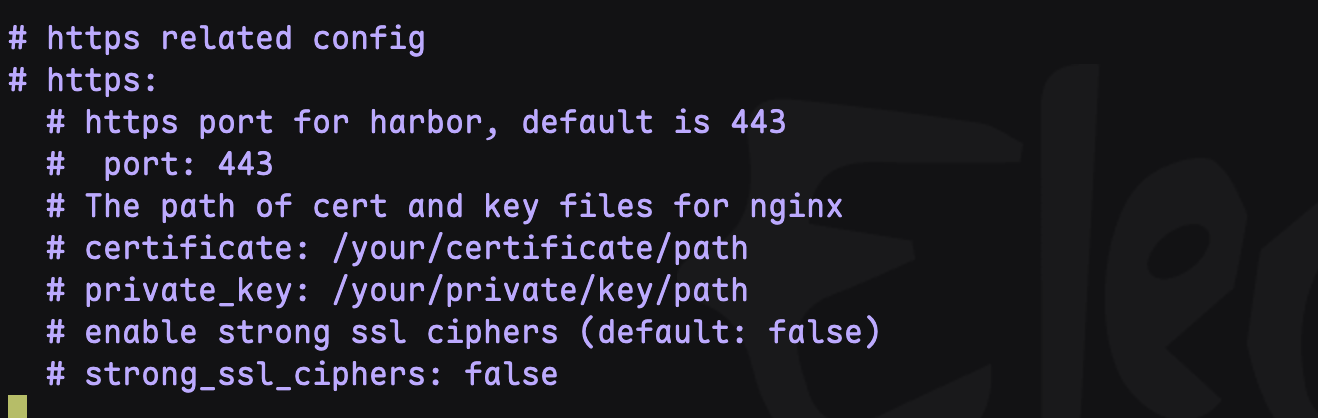 # https related config
# https:
  # https port for harbor, default is 443
  #  port: 443
  # The path of cert and key files for nginx
  # certificate: /your/certificate/path
  # private_key: /your/private/key/path
  # enable strong ssl ciphers (default: false)
  # strong_ssl_ciphers: false